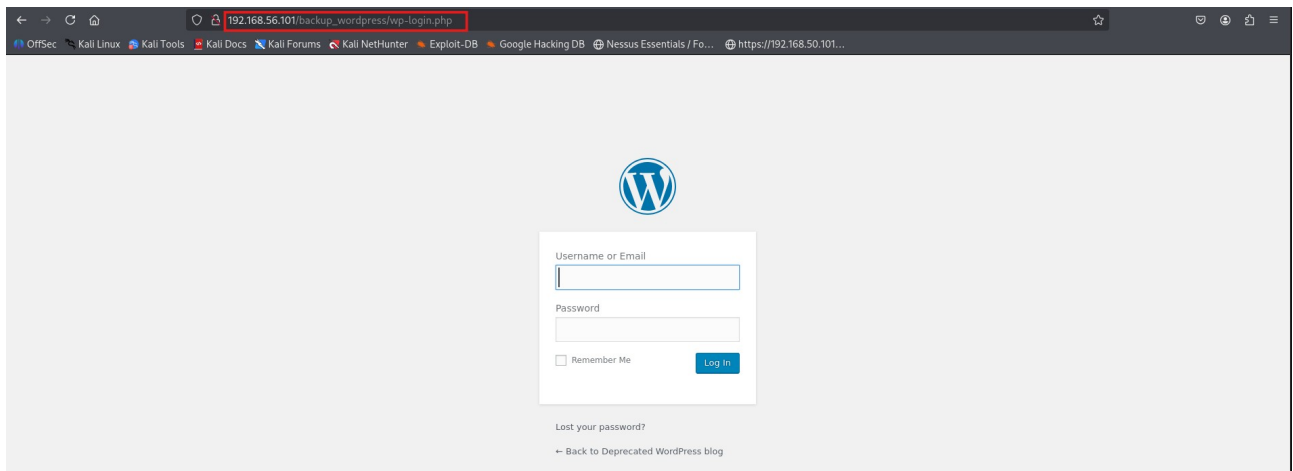 192.168.56.101/backup_wordpress/wp-login.php
OffSec Kali Linux Kali Tools Kali Docs Kali Forums Kali NetHunter Exploit-DB Google Hacking DB Nessus Essentials / Fo... https://192.168.50.101...
Username or Email
Password
Remember Me Log In
Lost your password?
← Back to Deprecated WordPress blog